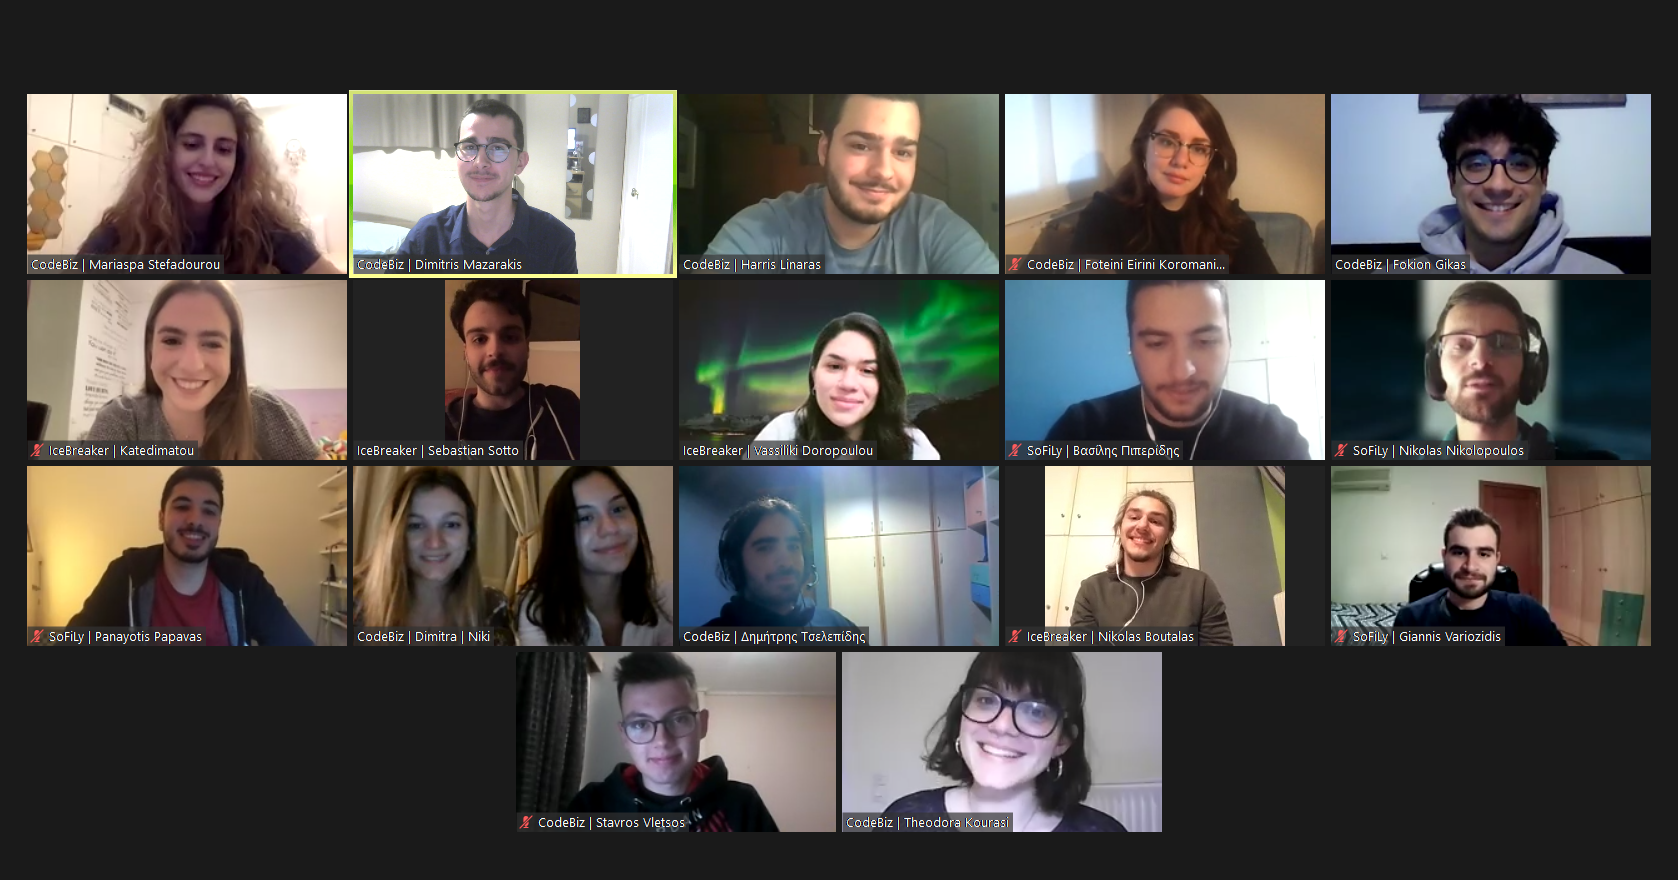 CodeBiz | Mariaspa Stefadourou
CodeBiz | Dimitris Mazarakis
CodeBiz | Harris Linaras
CodeBiz | Foteini Eirini Koromani...
CodeBiz | Fokion Gikas
IceBreaker | Katedimatou
IceBreaker | Sebastian Sotto
IceBreaker | Vassiliki Doropoulou
SoFiLy | Βασίλης Πιπερίδης
SoFiLy | Nikolas Nikolopoulos
SoFiLy | Panayotis Papavas
CodeBiz | Dimitra | Niki
CodeBiz | Δημήτρης Τσελεπίδης
IceBreaker | Nikolas Boutalas
SoFiLy | Giannis Variozidis
CodeBiz | Stavros Vletsos
CodeBiz | Theodora Kourasi